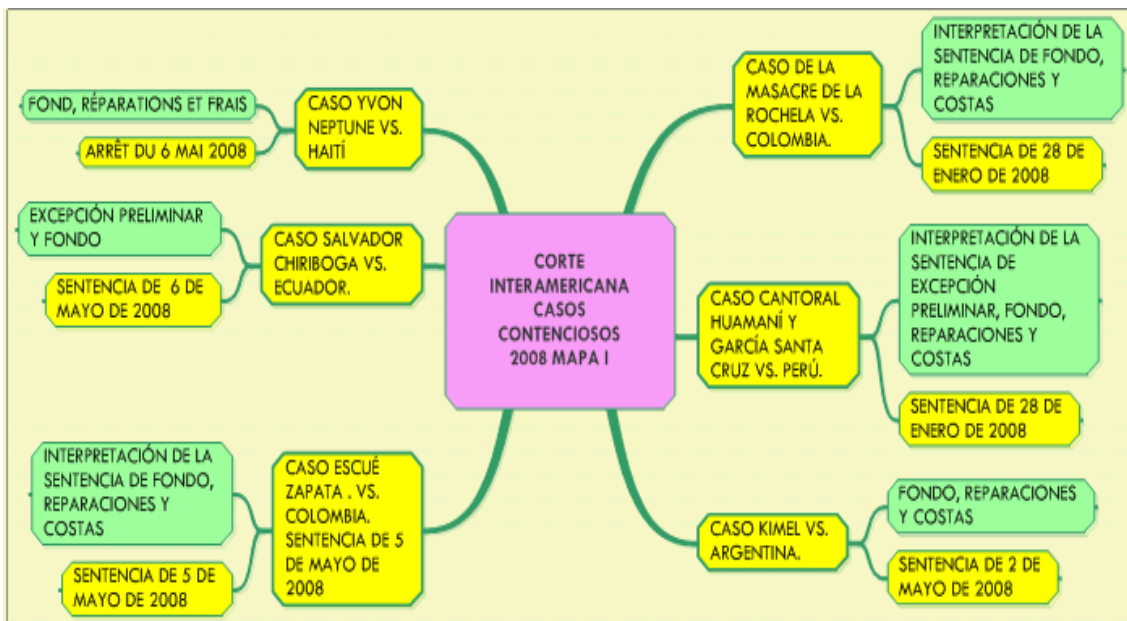 CORTE
INTERAMERICANA
CASOS
CONTENCIOSOS
2008 MAPA I
CASO DE LA
MASACRE DE LA
ROCHELA VS.
COLOMBIA.
INTERPRETACIÓN DE LA
SENTENCIA DE FONDO,
REPARACIONES Y
COSTAS
SENTENCIA DE 28 DE
ENERO DE 2008
CASO CANTORAL
HUAMANÍ Y
GARCÍA SANTA
CRUZ VS. PERÚ.
INTERPRETACIÓN DE LA
SENTENCIA DE
EXCEPCIÓN
PRELIMINAR, FONDO,
REPARACIONES Y
COSTAS
SENTENCIA DE 28 DE
ENERO DE 2008
CASO KIMEL VS.
ARGENTINA.
FONDO, REPARACIONES
Y COSTAS
SENTENCIA DE 2 DE
MAYO DE 2008
CASO ESCUÉ
ZAPATA . VS.
COLOMBIA.
SENTENCIA DE 5
DE MAYO DE
2008
INTERPRETACIÓN DE LA
SENTENCIA DE FONDO,
REPARACIONES Y
COSTAS
SENTENCIA DE 5 DE
MAYO DE 2008
CASO SALVADOR
CHIRIBOGA VS.
ECUADOR.
EXCEPCIÓN PRELIMINAR
Y FONDO
SENTENCIA DE  6 DE
MAYO DE 2008
CASO YVON
NEPTUNE VS.
HAITÍ
FOND, RÉPARATIONS ET FRAIS
ARRÊT DU 6 MAI 2008